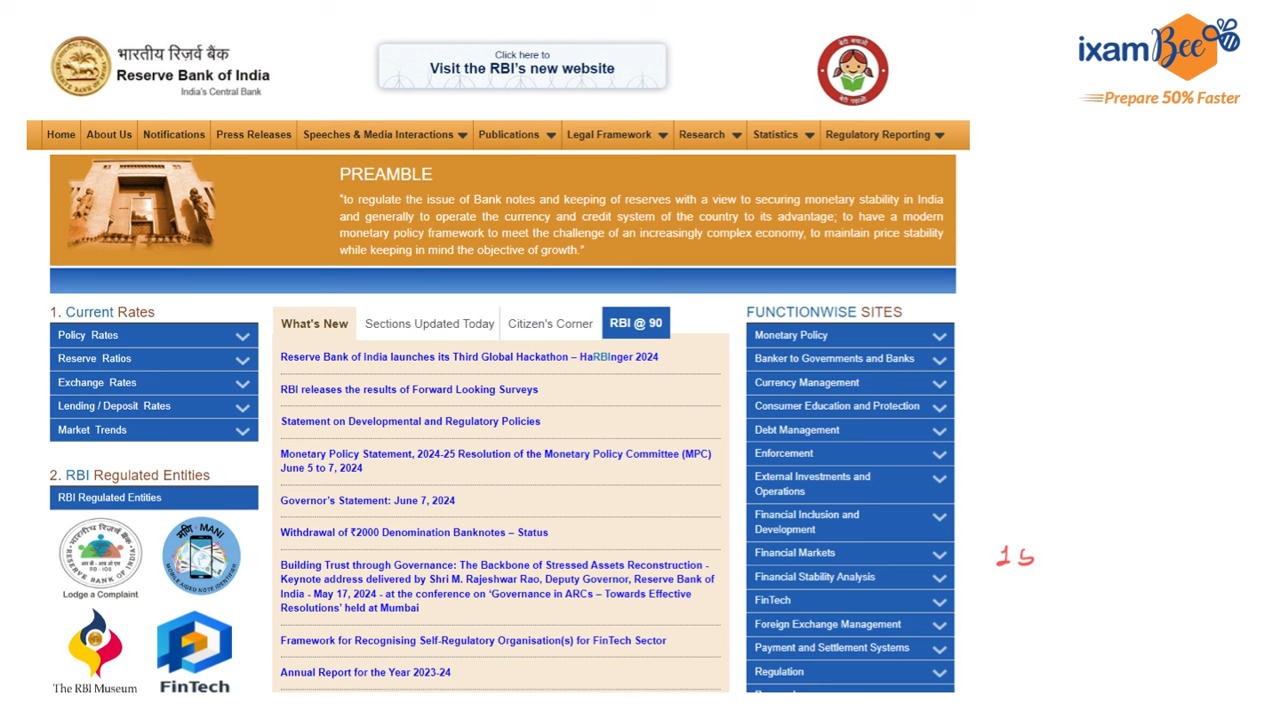 भारतीय रिज़र्व बैंक
Reserve Bank of India
India's Central Bank
Click here to
Visit the RBI's new website
बेटी बचाओ
बेटी पढ़ाओ
ixamBee
Prepare 50% Faster
Home
About Us
Notifications
Press Releases
Speeches & Media Interactions
Publications
Legal Framework
Research
Statistics
Regulatory Reporting
PREAMBLE
"to regulate the issue of Bank notes and keeping of reserves with a view to securing monetary stability in India
and generally to operate the currency and credit system of the country to its advantage; to have a modern
monetary policy framework to meet the challenge of an increasingly complex economy, to maintain price stability
while keeping in mind the objective of growth."
1. Current Rates
Policy Rates
Reserve Ratios
Exchange Rates
Lending / Deposit Rates
Market Trends
2. RBI Regulated Entities
RBI Regulated Entities
Lodge a Complaint
मणि MANI
MOBILE AIDED NOTE IDENTIFIER
The RBI Museum
FinTech
What's New
Sections Updated Today
Citizen's Corner
RBI @ 90
Reserve Bank of India launches its Third Global Hackathon – HaRBInger 2024
RBI releases the results of Forward Looking Surveys
Statement on Developmental and Regulatory Policies
Monetary Policy Statement, 2024-25 Resolution of the Monetary Policy Committee (MPC)
June 5 to 7, 2024
Governor's Statement: June 7, 2024
Withdrawal of ₹2000 Denomination Banknotes – Status
Building Trust through Governance: The Backbone of Stressed Assets Reconstruction -
Keynote address delivered by Shri M. Rajeshwar Rao, Deputy Governor, Reserve Bank of
India - May 17, 2024 - at the conference on 'Governance in ARCs – Towards Effective
Resolutions' held at Mumbai
Framework for Recognising Self-Regulatory Organisation(s) for FinTech Sector
Annual Report for the Year 2023-24
FUNCTIONWISE SITES
Monetary Policy
Banker to Governments and Banks
Currency Management
Consumer Education and Protection
Debt Management
Enforcement
External Investments and
Operations
Financial Inclusion and
Development
Financial Markets
Financial Stability Analysis
FinTech
Foreign Exchange Management
Payment and Settlement Systems
Regulation